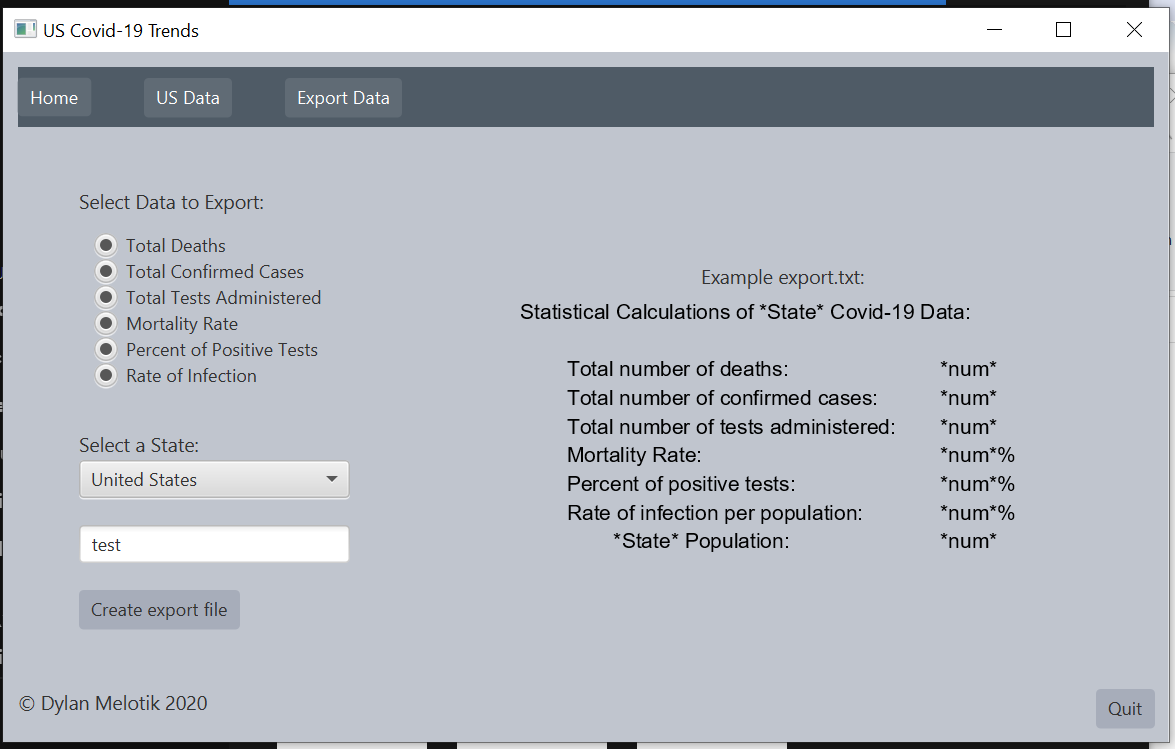 US Covid-19 Trends
Home US Data Export Data
Select Data to Export:
Total Deaths
Total Confirmed Cases
Total Tests Administered
Mortality Rate
Percent of Positive Tests
Rate of Infection
Select a State:
United States
test
Create export file
Example export.txt:
Statistical Calculations of *State* Covid-19 Data:
Total number of deaths: *num*
Total number of confirmed cases: *num*
Total number of tests administered: *num*
Mortality Rate: *num*%
Percent of positive tests: *num*%
Rate of infection per population: *num*%
*State* Population: *num*
© Dylan Melotik 2020
Quit